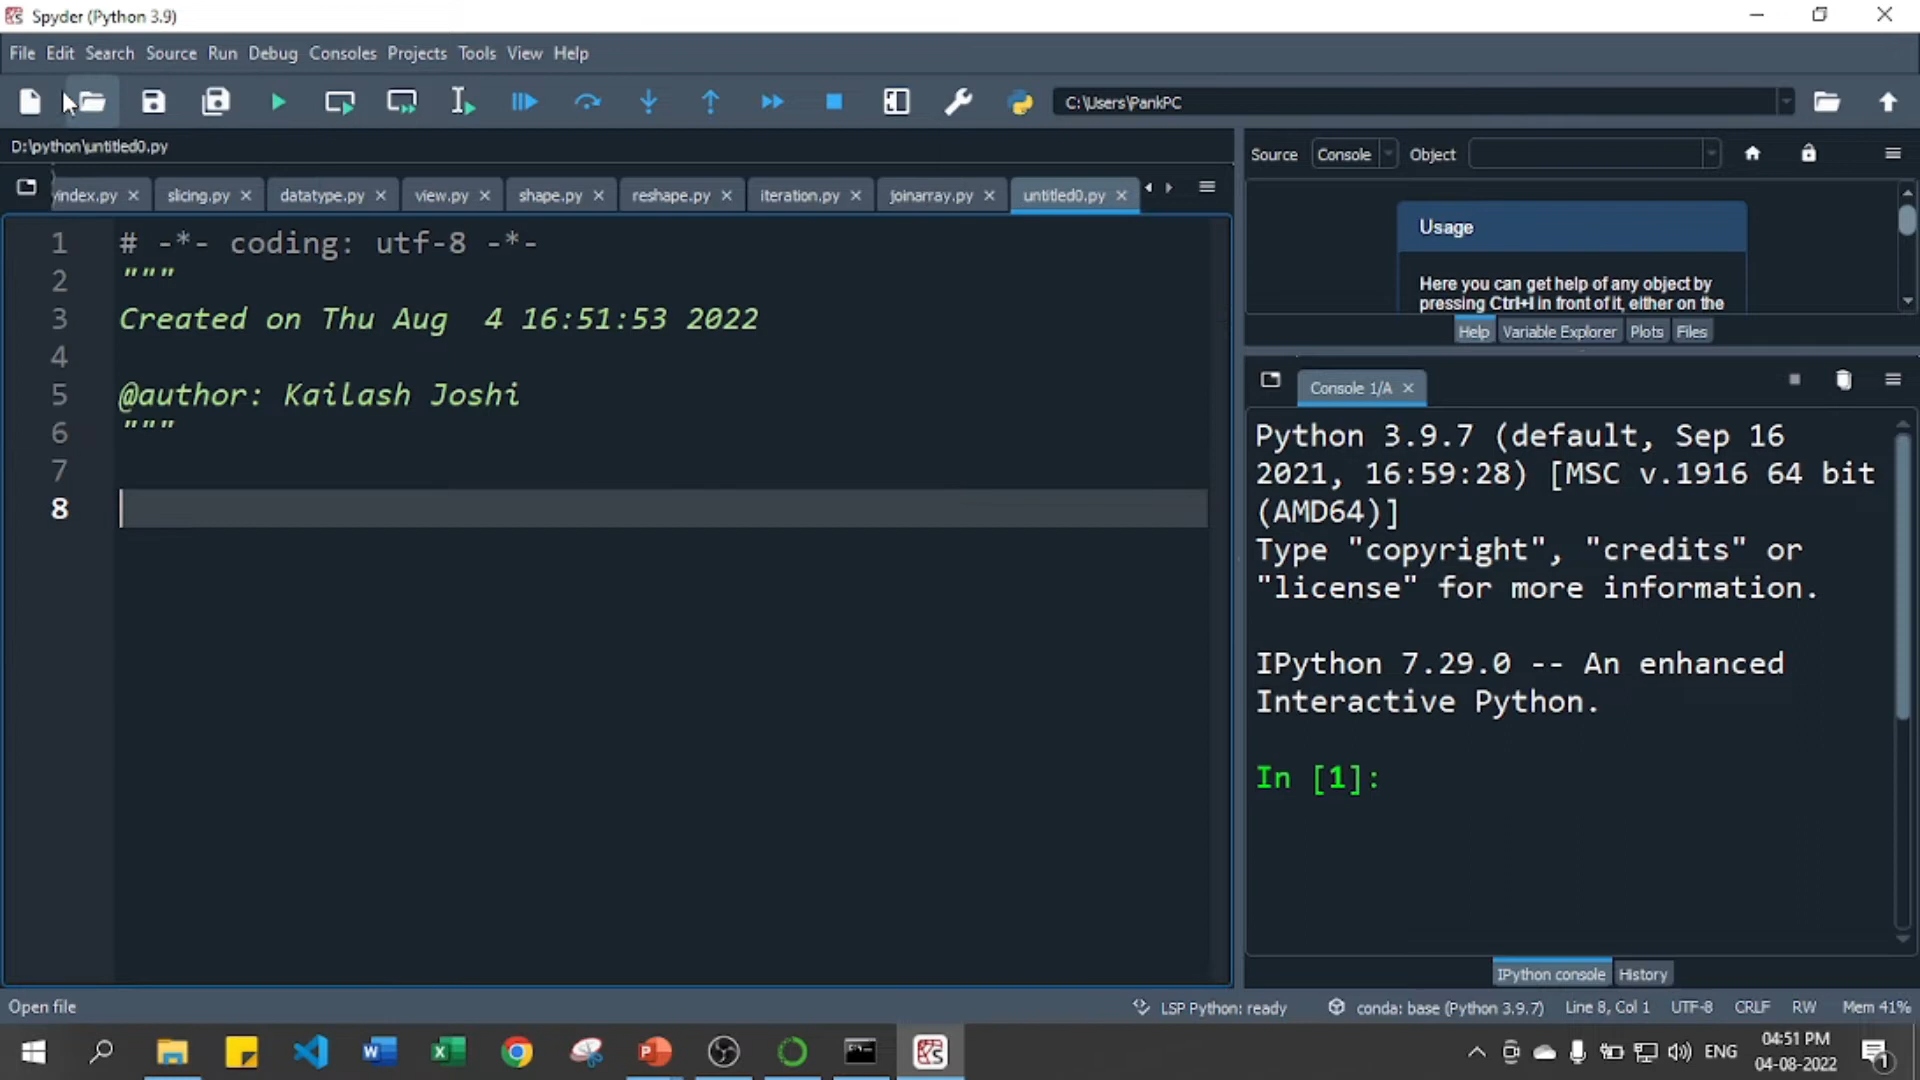 Spyder (Python 3.9)
File Edit Search Source Run Debug Consoles Projects Tools View Help
C:\Users\PankPC
D:\python\untitled0.py
yindex.py slicing.py datatype.py view.py shape.py reshape.py iteration.py joinarray.py untitled0.py
1 # -*- coding: utf-8 -*-
2 """
3 Created on Thu Aug  4 16:51:53 2022
4
5 @author: Kailash Joshi
6 """
7
8
Source Console Object
Usage
Here you can get help of any object by
pressing Ctrl+I in front of it, either on the
Help Variable Explorer Plots Files
Console 1/A
Python 3.9.7 (default, Sep 16
2021, 16:59:28) [MSC v.1916 64 bit
(AMD64)]
Type "copyright", "credits" or
"license" for more information.
IPython 7.29.0 -- An enhanced
Interactive Python.
In [1]:
IPython console History
Open file LSP Python: ready conda: base (Python 3.9.7) Line 8, Col 1 UTF-8 CRLF RW Mem 41%
ENG
04:51 PM
04-08-2022
1